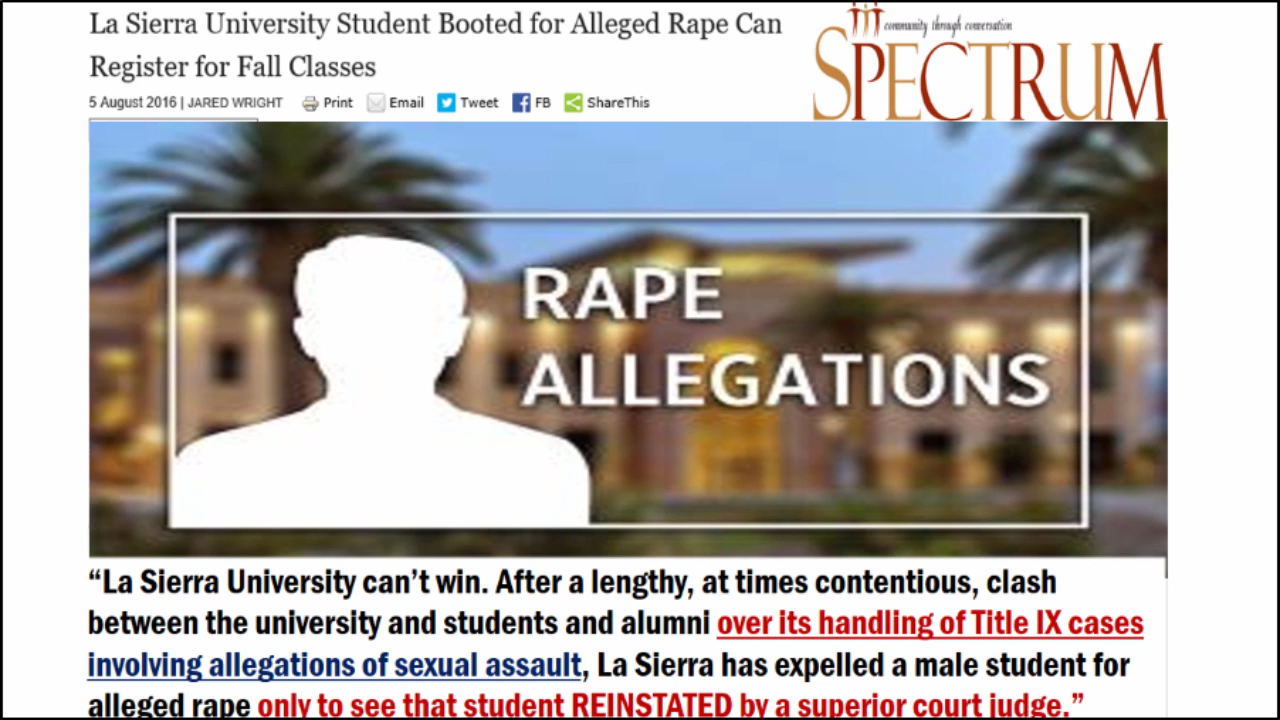 La Sierra University Student Booted for Alleged Rape Can
Register for Fall Classes
5 August 2016 | JARED WRIGHT Print Email Tweet FB ShareThis
community through conversation
SPECTRUM
RAPE
ALLEGATIONS
“La Sierra University can’t win. After a lengthy, at times contentious, clash
between the university and students and alumni over its handling of Title IX cases
involving allegations of sexual assault, La Sierra has expelled a male student for
alleged rape only to see that student REINSTATED by a superior court judge.”